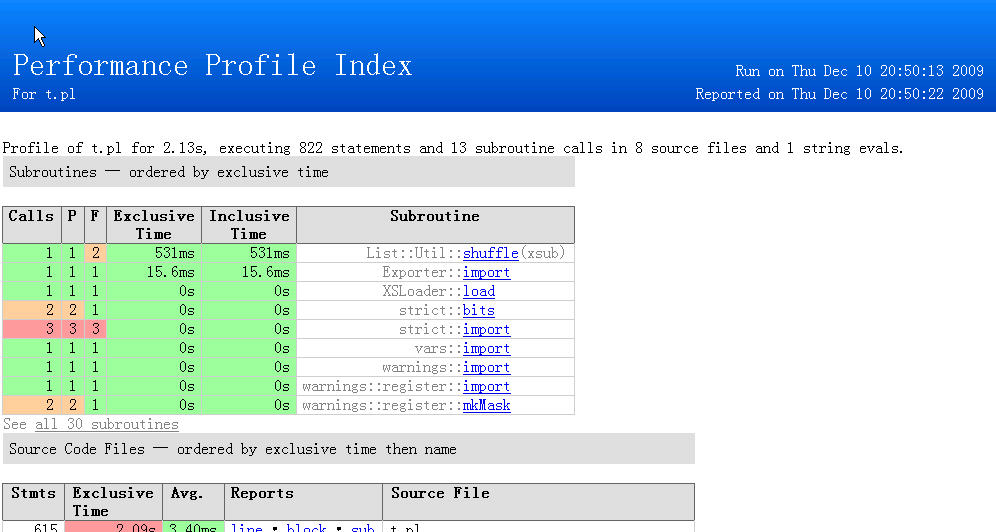 Performance Profile Index
For t.pl
Run on Thu Dec 10 20:50:13 2009
Reported on Thu Dec 10 20:50:22 2009
Profile of t.pl for 2.13s, executing 822 statements and 13 subroutine calls in 8 source files and 1 string evals.
Subroutines — ordered by exclusive time
Calls P F Exclusive Time Inclusive Time Subroutine
1 1 2 531ms 531ms List::Util::shuffle(xsub)
1 1 1 15.6ms 15.6ms Exporter::import
1 1 1 0s 0s XSLoader::load
2 2 1 0s 0s strict::bits
3 3 3 0s 0s strict::import
1 1 1 0s 0s vars::import
1 1 1 0s 0s warnings::import
1 1 1 0s 0s warnings::register::import
2 2 1 0s 0s warnings::register::mkMask
See all 30 subroutines
Source Code Files — ordered by exclusive time then name
Stmts Exclusive Time Avg. Reports Source File
615 2.09s 3.40ms line • block • sub t.pl